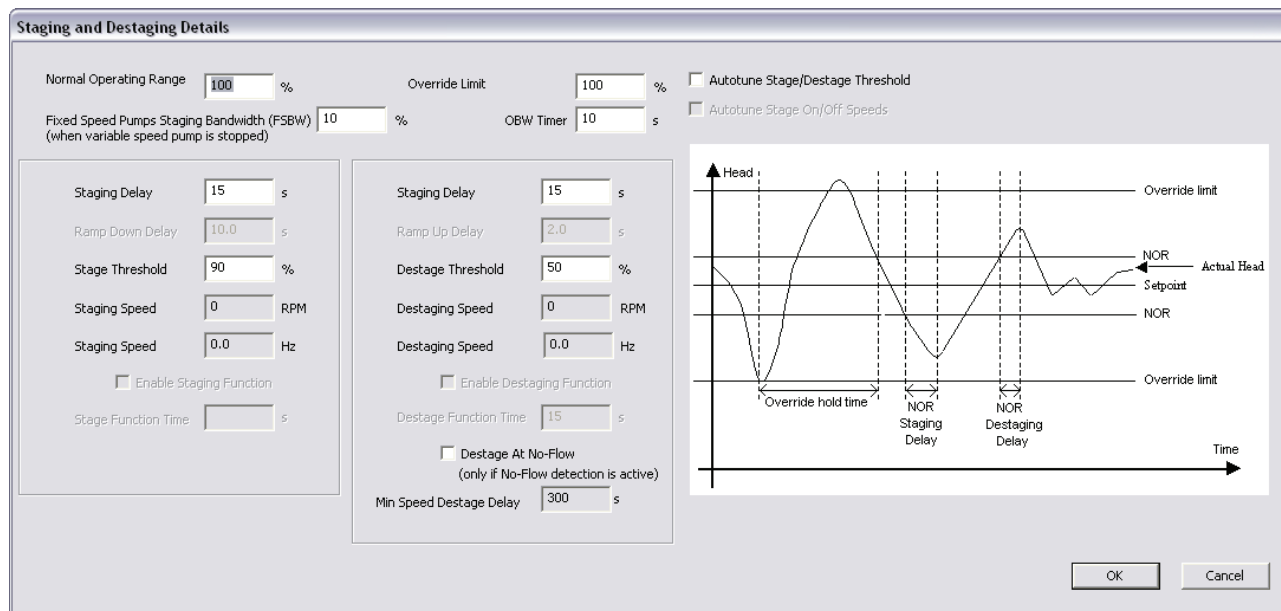 Staging and Destaging Details
Normal Operating Range 100 %
Override Limit 100 %
Autotune Stage/Destage Threshold
Autotune Stage On/Off Speeds
Fixed Speed Pumps Staging Bandwidth (FSBW) 10 %
(when variable speed pump is stopped)
OBW Timer 10 s
Staging Delay 15 s
Ramp Down Delay 10.0 s
Stage Threshold 90 %
Staging Speed 0 RPM
Staging Speed 0.0 Hz
Enable Staging Function
Stage Function Time s
Staging Delay 15 s
Ramp Up Delay 2.0 s
Destage Threshold 50 %
Destaging Speed 0 RPM
Destaging Speed 0.0 Hz
Enable Destaging Function
Destage Function Time 15 s
Destage At No-Flow
(only if No-Flow detection is active)
Min Speed Destage Delay 300 s
Head
Override limit
NOR
Actual Head
Setpoint
NOR
Override limit
Override hold time
NOR
Staging
Delay
NOR
Destaging
Delay
Time
OK
Cancel